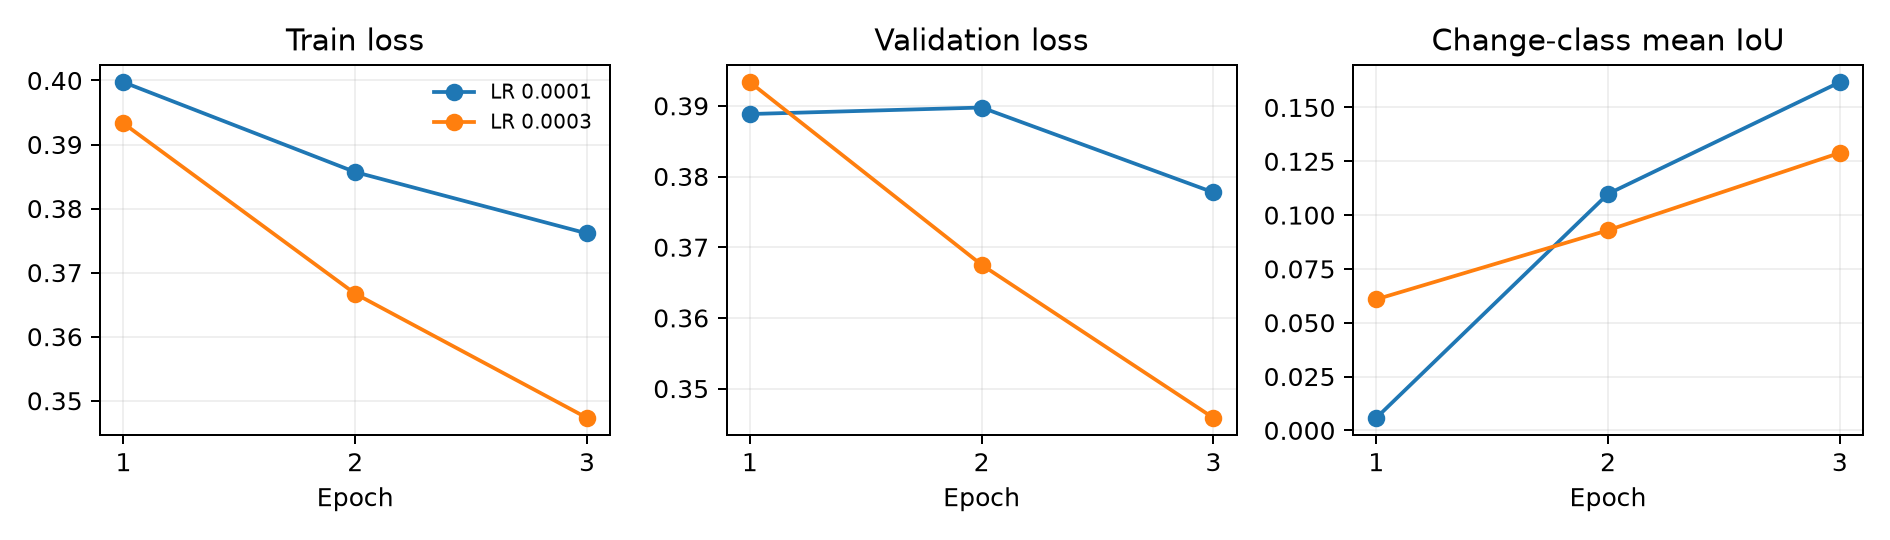 Train loss
0.40
0.39
0.38
0.37
0.36
0.35
LR 0.0001
LR 0.0003
1 2 3
Epoch
Validation loss
0.39
0.38
0.37
0.36
0.35
1 2 3
Epoch
Change-class mean IoU
0.150
0.125
0.100
0.075
0.050
0.025
0.000
1 2 3
Epoch